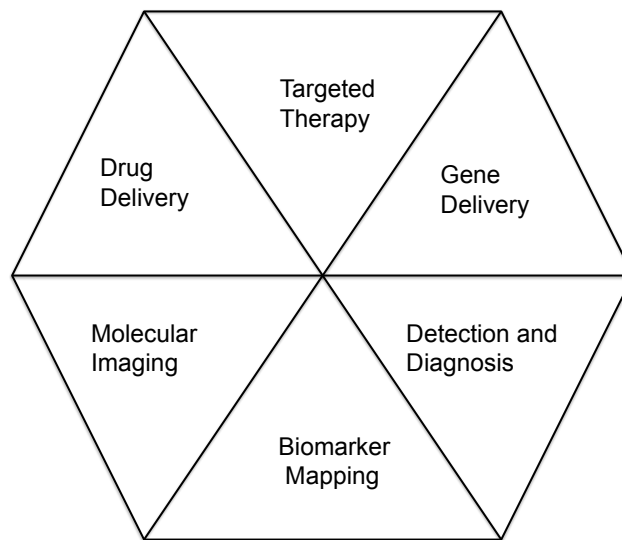 Targeted
Therapy
Drug
Delivery
Gene
Delivery
Molecular
Imaging
Detection and
Diagnosis
Biomarker
Mapping